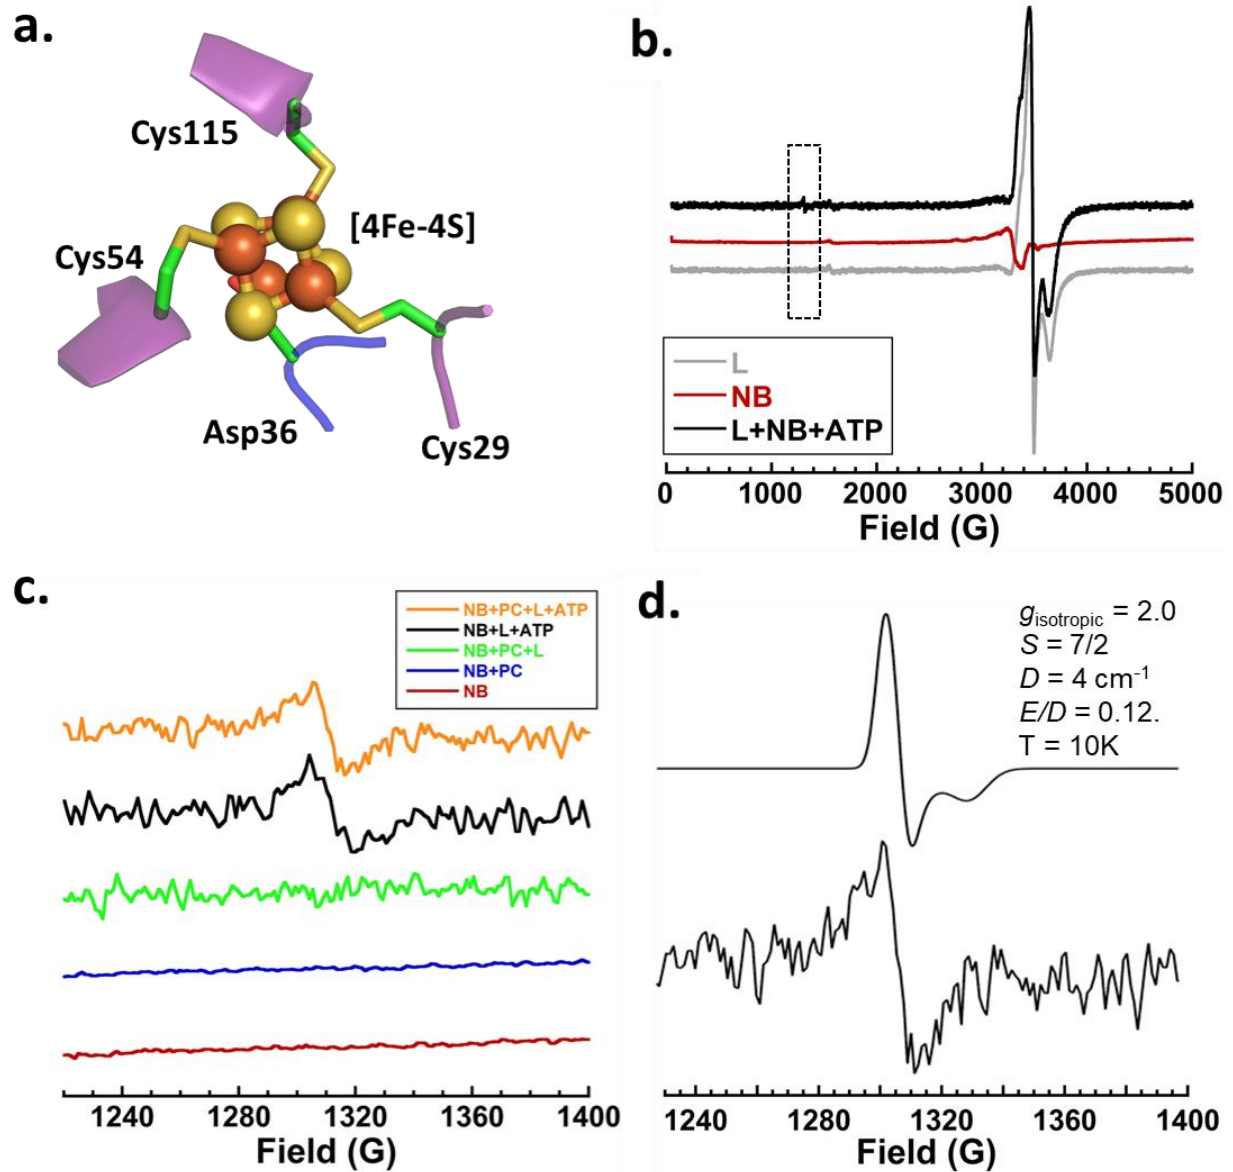 a.
Cys115
[4Fe-4S]
Cys54
Asp36
Cys29
b.
L
NB
L+NB+ATP
0 1000 2000 3000 4000 5000
Field (G)
c.
NB+PC+L+ATP
NB+L+ATP
NB+PC+L
NB+PC
NB
1240 1280 1320 1360 1400
Field (G)
d.
gisotropic = 2.0
S = 7/2
D = 4 cm-1
E/D = 0.12.
T = 10K
1240 1280 1320 1360 1400
Field (G)